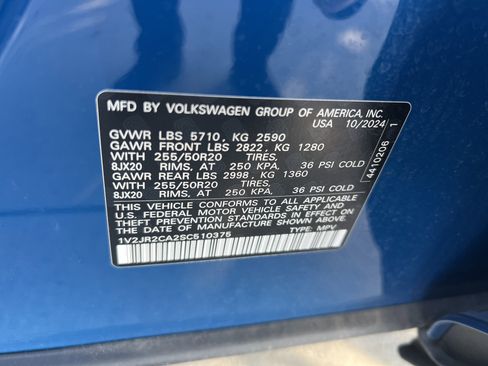 MFD BY VOLKSWAGEN GROUP OF AMERICA, INC.
USA 10/2024
GVWR LBS 5710, KG 2590
GAWR FRONT LBS 2822, KG 1280
WITH 255/50R20 TIRES,
8JX20 RIMS, AT 250 KPA, 36 PSI COLD
GAWR REAR LBS 2998, KG 1360
WITH 255/50R20 TIRES,
8JX20 RIMS, AT 250 KPA, 36 PSI COLD
THIS VEHICLE CONFORMS TO ALL APPLICABLE
U.S. FEDERAL MOTOR VEHICLE SAFETY AND
THEFT PREVENTION STANDARDS IN EFFECT
ON THE DATE OF MANUFACTURE SHOWN ABOVE.
1V2JR2CA2SC510375 TYPE: MPV
4410206 1